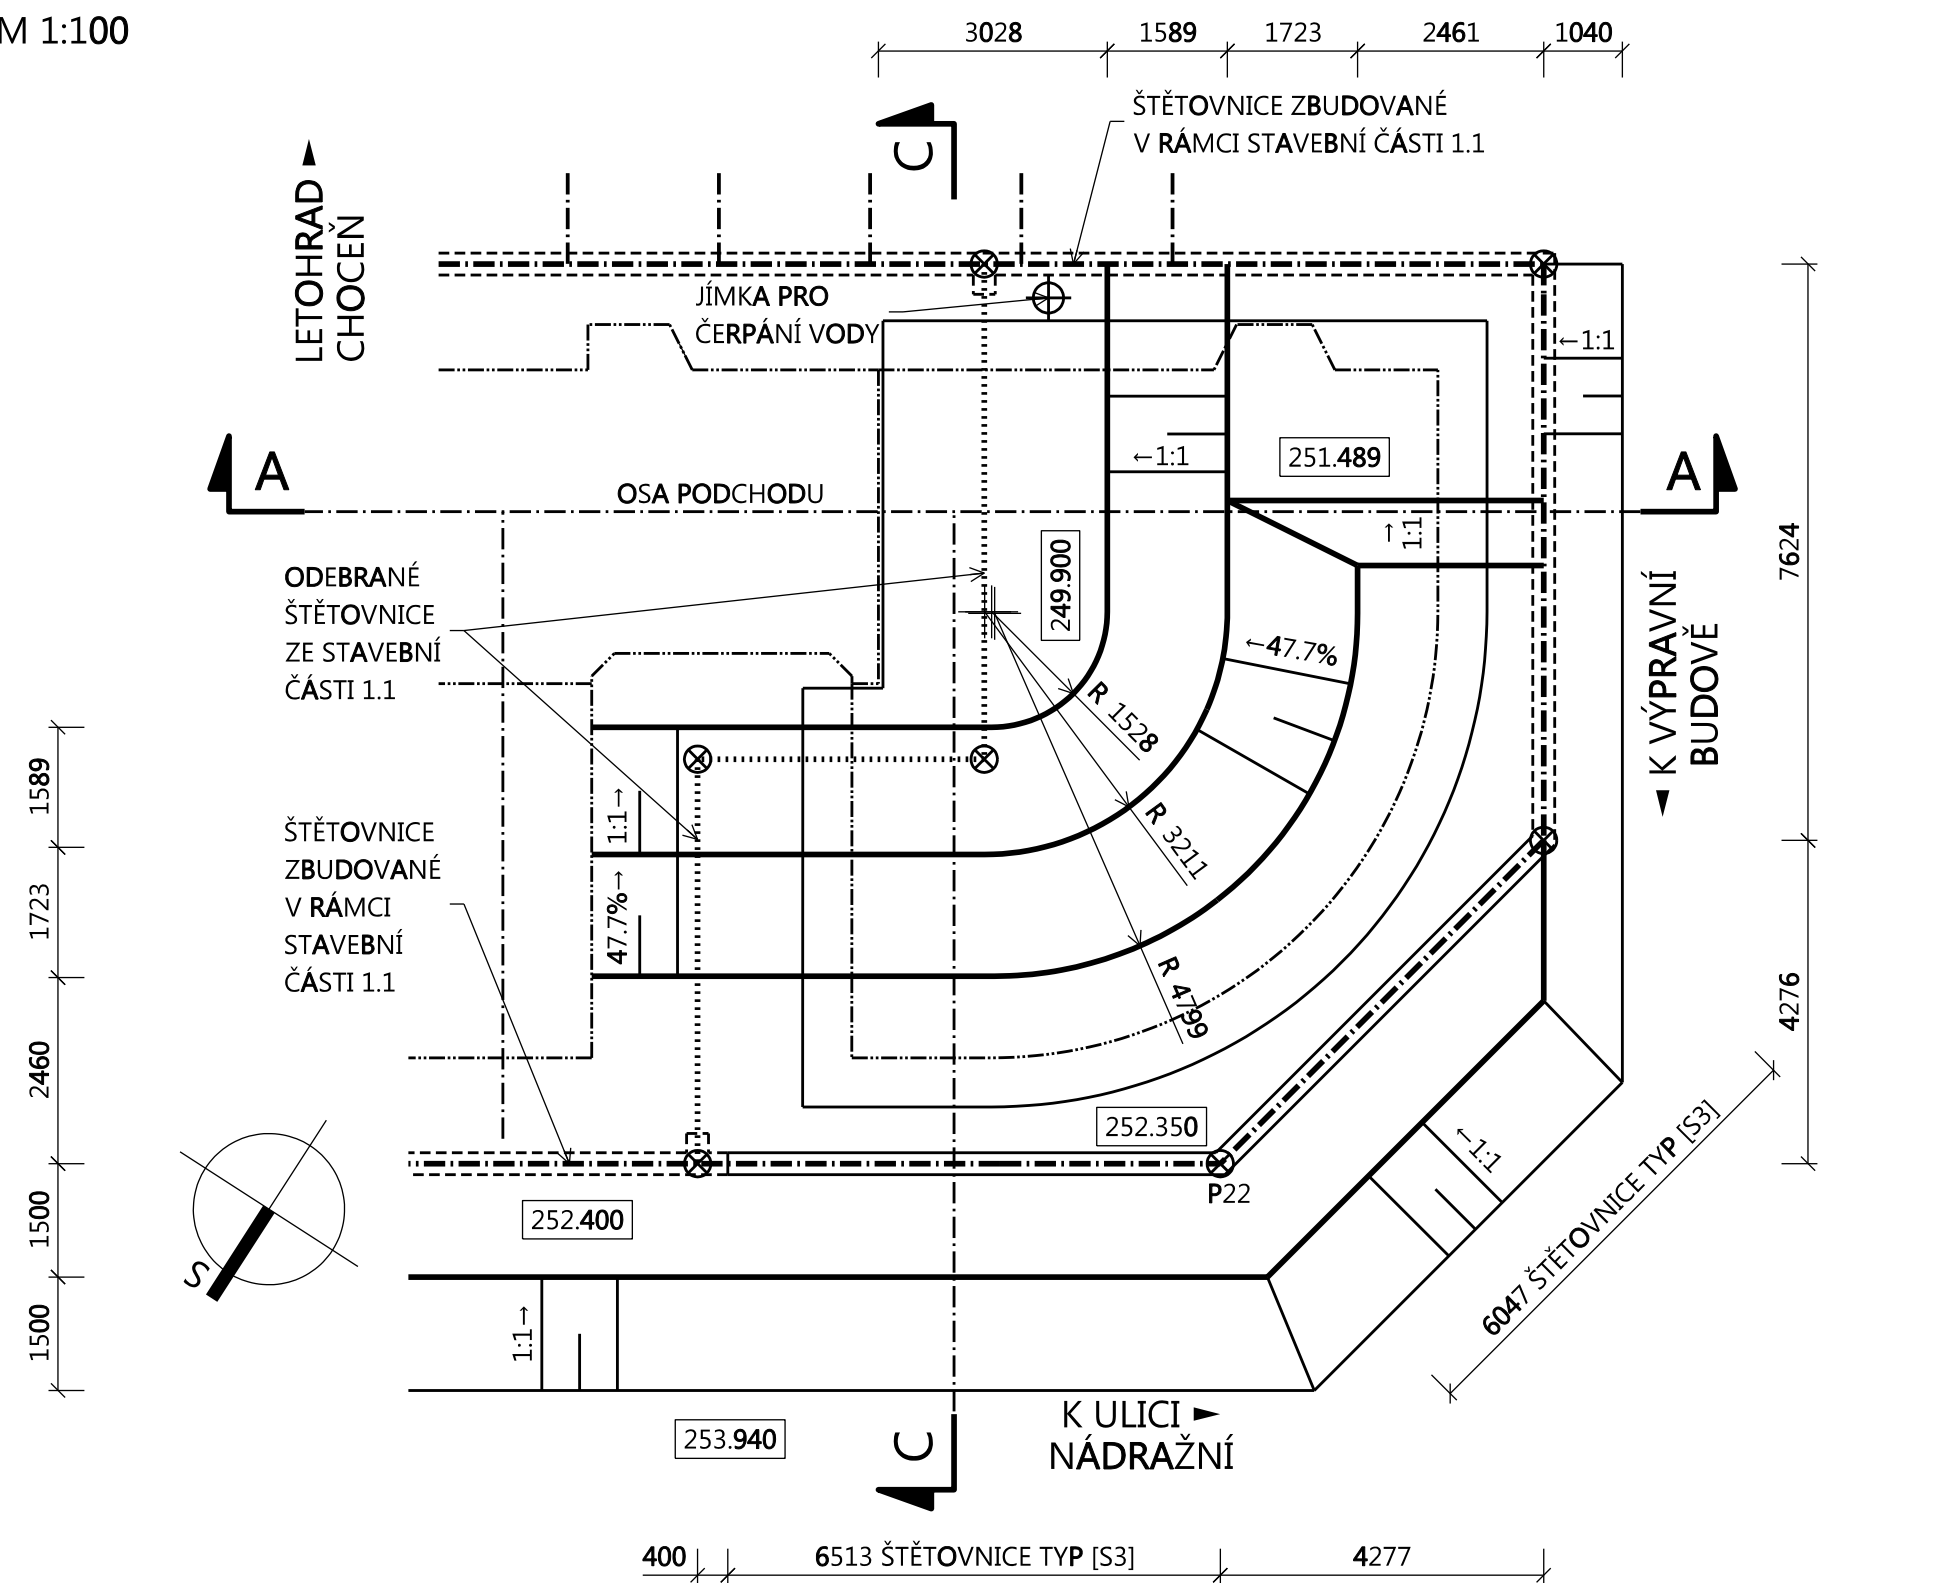 M 1:100
3028
1589
1723
2461
1040
ŠTĚTOVNICE ZBUDOVANÉ
V RÁMCI STAVEBNÍ ČÁSTI 1.1
C
LETOHRAD
CHOCEŇ
JÍMKA PRO
ČERPÁNÍ VODY
←1:1
←1:1
251.489
A
A
OSA PODCHODU
1:1→
249.900
7624
ODEBRANÉ
ŠTĚTOVNICE
ZE STAVEBNÍ
ČÁSTI 1.1
←47.7%
K VÝPRAVNÍ
BUDOVĚ
R 1528
R 3211
R 4799
1589
1723
2460
1500
1500
1:1→
47.7%→
ŠTĚTOVNICE
ZBUDOVANÉ
V RÁMCI
STAVEBNÍ
ČÁSTI 1.1
4276
252.350
P22
←1:1
6047 ŠTĚTOVNICE TYP [S3]
252.400
S
1:1→
253.940
C
K ULICI
NÁDRAŽNÍ
400
6513 ŠTĚTOVNICE TYP [S3]
4277